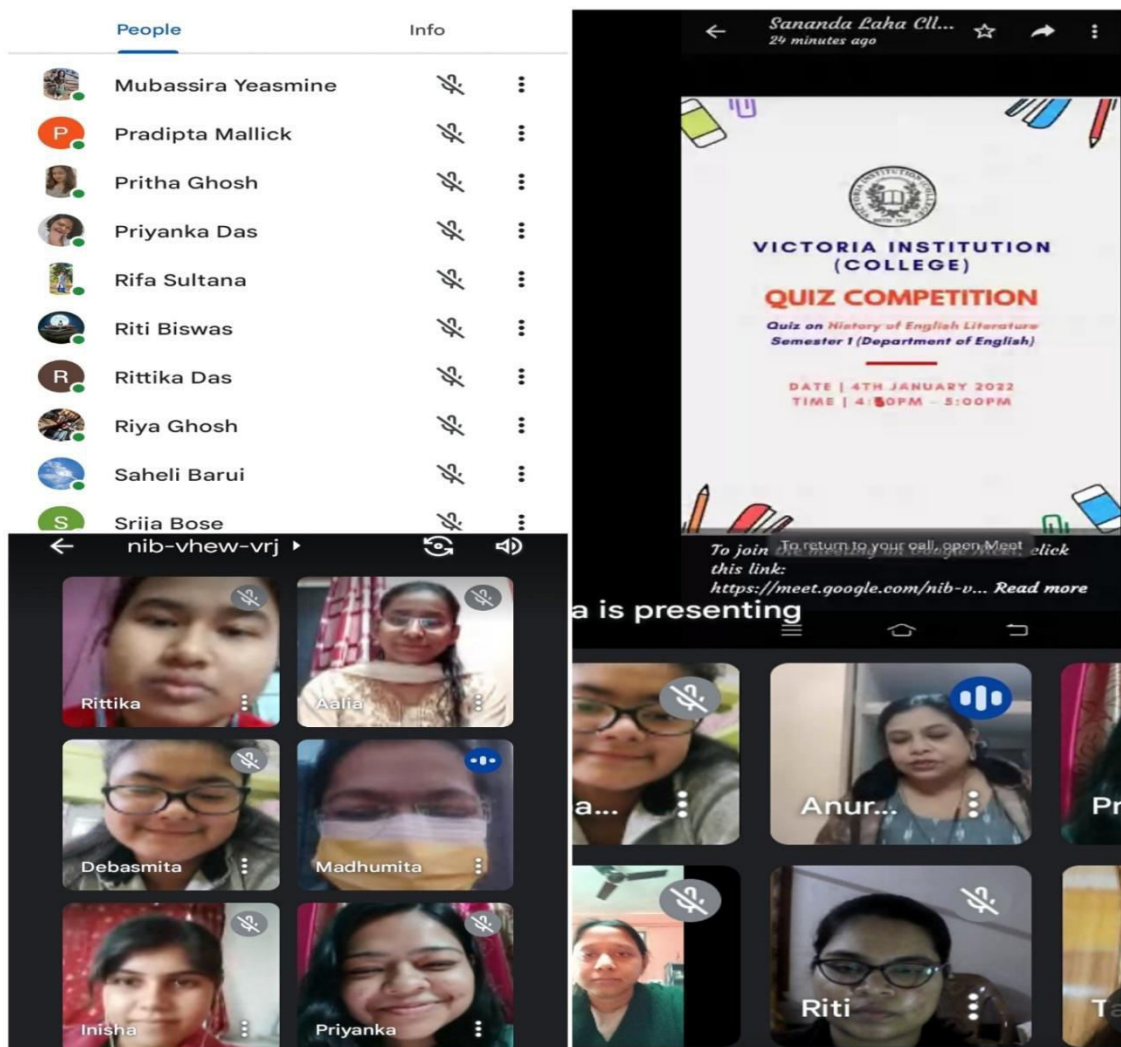 People Info
Mubassira Yeasmine
P Pradipta Mallick
Pritha Ghosh
Priyanka Das
Rifa Sultana
Riti Biswas
R Rittika Das
Riya Ghosh
Saheli Barui
S Srija Bose
nib-vhew-vrj
Rittika
Aalia
Debasmita
Madhumita
Inisha
Priyanka
Sananda Laha Cll...
24 minutes ago
VICTORIA INSTITUTION
(COLLEGE)
QUIZ COMPETITION
Quiz on History of English Literature
Semester 1 (Department of English)
DATE | 4TH JANUARY 2022
TIME | 4:30PM - 5:00PM
To return to your call, open Meet
To join click
this link:
https://meet.google.com/nib-v... Read more
a is presenting
a...
Anur...
Pr
Riti
Ta